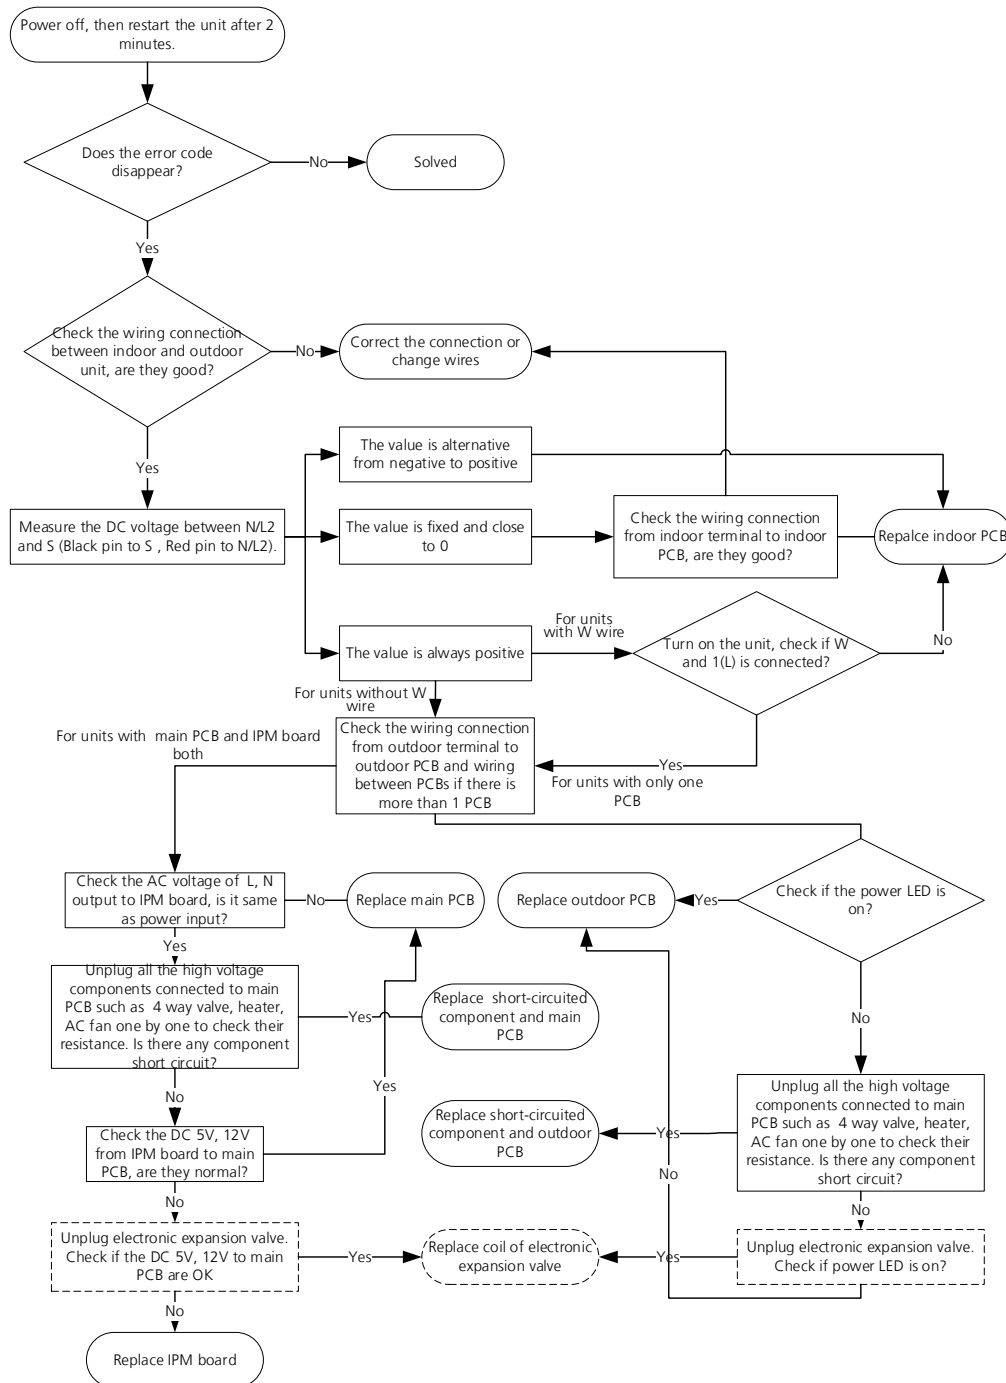 Power off, then restart the unit after 2
minutes.
Does the error code
disappear?
No
Solved
Yes
Check the wiring connection
between indoor and outdoor
unit, are they good?
No
Correct the connection or
change wires
Yes
The value is alternative
from negative to positive
Measure the DC voltage between N/L2
and S (Black pin to S , Red pin to N/L2).
The value is fixed and close
to 0
Check the wiring connection
from indoor terminal to indoor
PCB, are they good?
Repalce indoor PCB
The value is always positive
For units
with W wire
Turn on the unit, check if W
and 1(L) is connected?
No
For units without W
wire
For units with  main PCB and IPM board
both
Check the wiring connection
from outdoor terminal to
outdoor PCB and wiring
between PCBs if there is
more than 1 PCB
Yes
For units with only one
PCB
Check the AC voltage of  L, N
output to IPM board, is it same
as power input?
No
Replace main PCB
Replace outdoor PCB
Yes
Check if the power LED is
on?
Yes
Unplug all the high voltage
components connected to main
PCB such as  4 way valve, heater,
AC fan one by one to check their
resistance. Is there any component
short circuit?
Yes
Replace  short-circuited
component and main
PCB
No
No
Yes
Check the DC 5V, 12V
from IPM board to main
PCB, are they normal?
Replace short-circuited
component and outdoor
PCB
Yes
Unplug all the high voltage
components connected to main
PCB such as  4 way valve, heater,
AC fan one by one to check their
resistance. Is there any component
short circuit?
No
No
No
Unplug electronic expansion valve.
Check if the DC 5V, 12V to main
PCB are OK
Yes
Replace coil of electronic
expansion valve
Yes
Unplug electronic expansion valve.
Check if power LED is on?
No
Replace IPM board